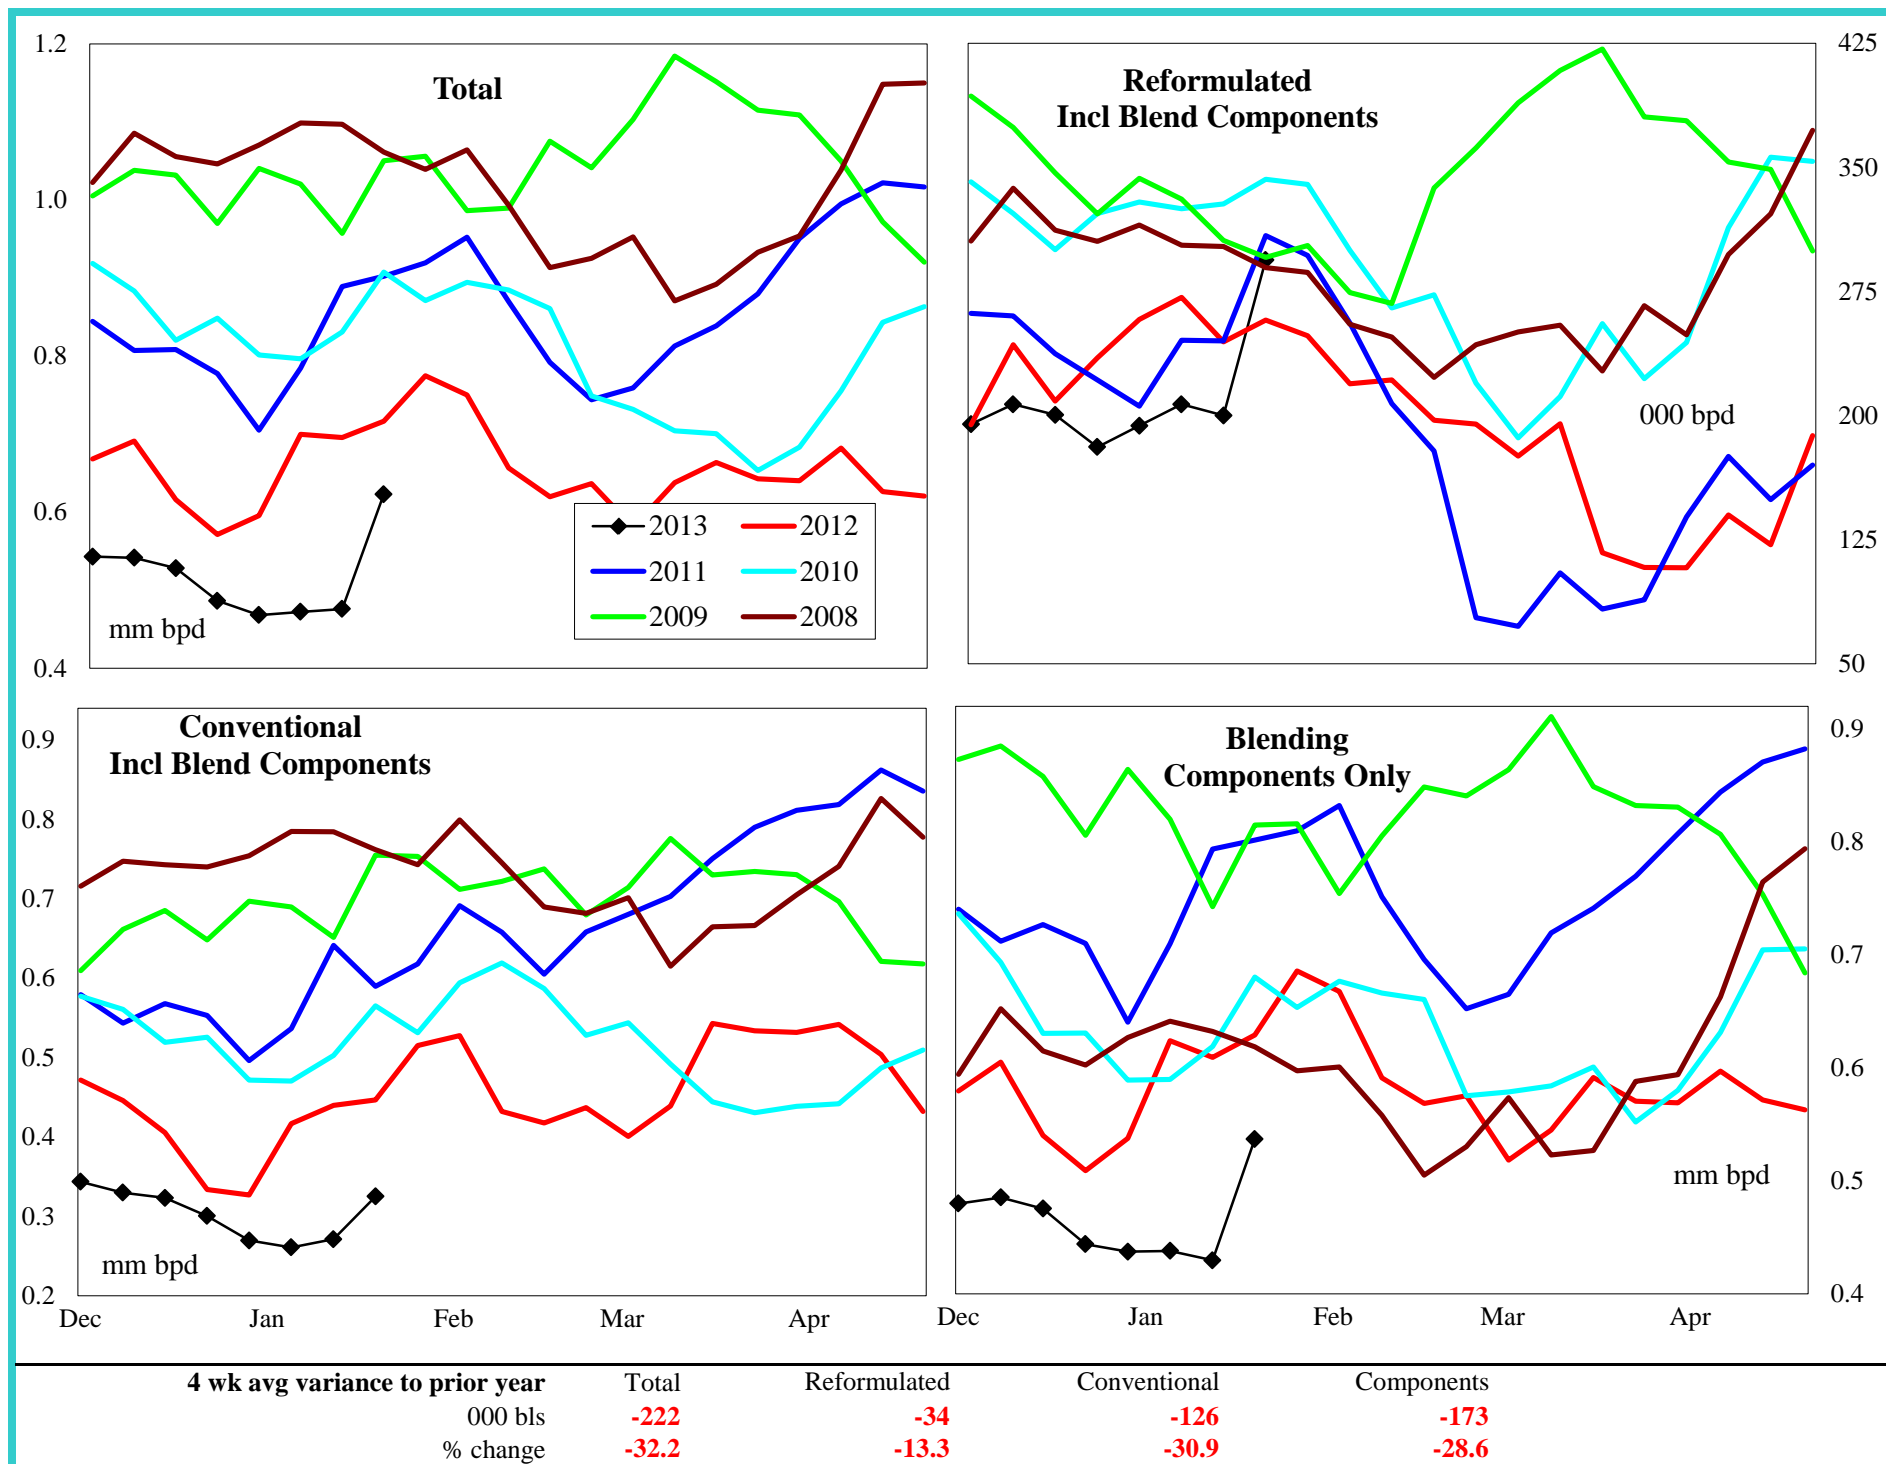 Total
1.2
1.0
0.8
0.6
0.4
mm bpd
2013
2012
2011
2010
2009
2008
Reformulated
Incl Blend Components
425
350
275
200
125
50
000 bpd
Conventional
Incl Blend Components
0.9
0.8
0.7
0.6
0.5
0.4
0.3
0.2
mm bpd
Dec Jan Feb Mar Apr
Blending
Components Only
0.9
0.8
0.7
0.6
0.5
0.4
mm bpd
Dec Jan Feb Mar Apr
4 wk avg variance to prior year Total Reformulated Conventional Components
000 bls -222 -34 -126 -173
% change -32.2 -13.3 -30.9 -28.6